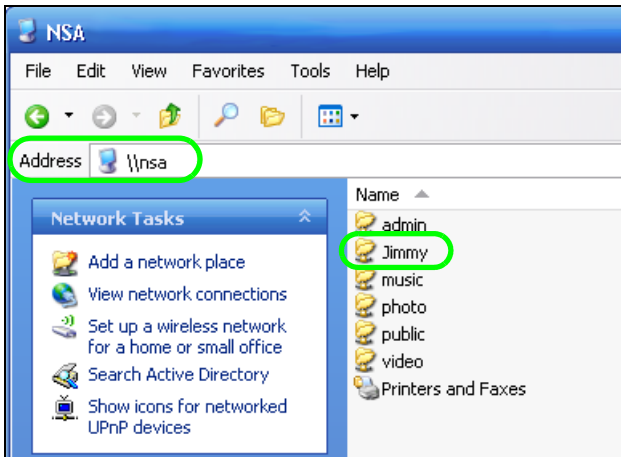 NSA
File Edit View Favorites Tools Help
Address \\nsa
Network Tasks
Add a network place
View network connections
Set up a wireless network
for a home or small office
Search Active Directory
Show icons for networked
UPnP devices
Name
admin
Jimmy
music
photo
public
video
Printers and Faxes